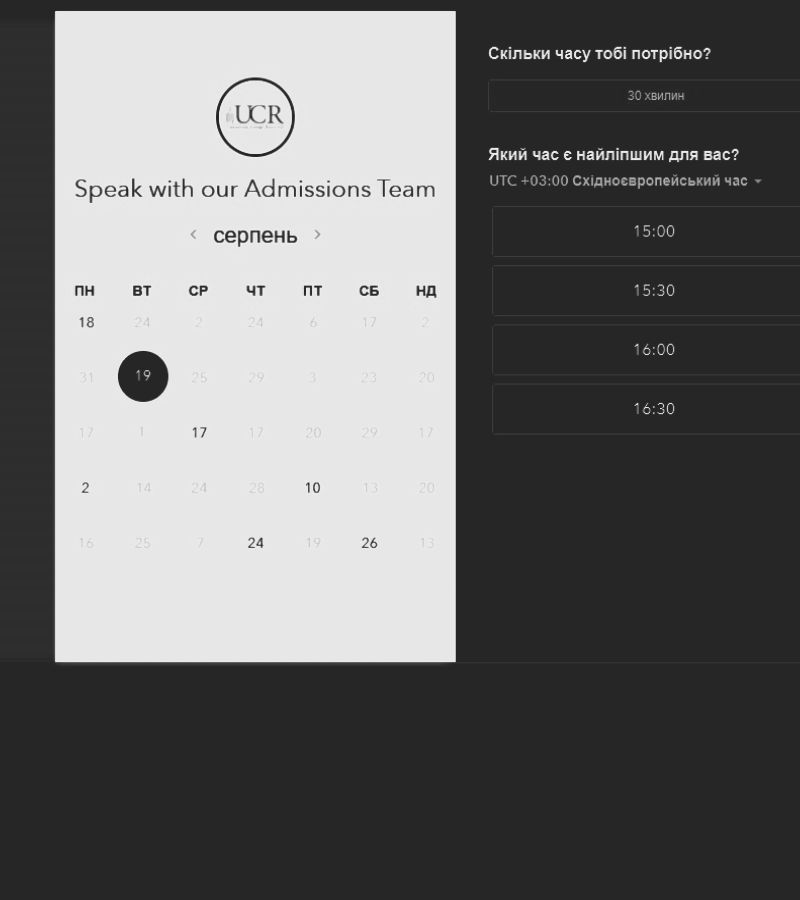 UCR
Speak with our Admissions Team
серпень
ПН ВТ СР ЧТ ПТ СБ НД
18 24 2 24 6 17 2
31 19 25 29 3 23 20
17 1 17 17 20 29 17
2 14 24 28 10 13 20
16 25 7 24 19 26 13
Скільки часу тобі потрібно?
30 хвилин
Який час є найліпшим для вас?
UTC +03:00 Східноєвропейський час
15:00
15:30
16:00
16:30